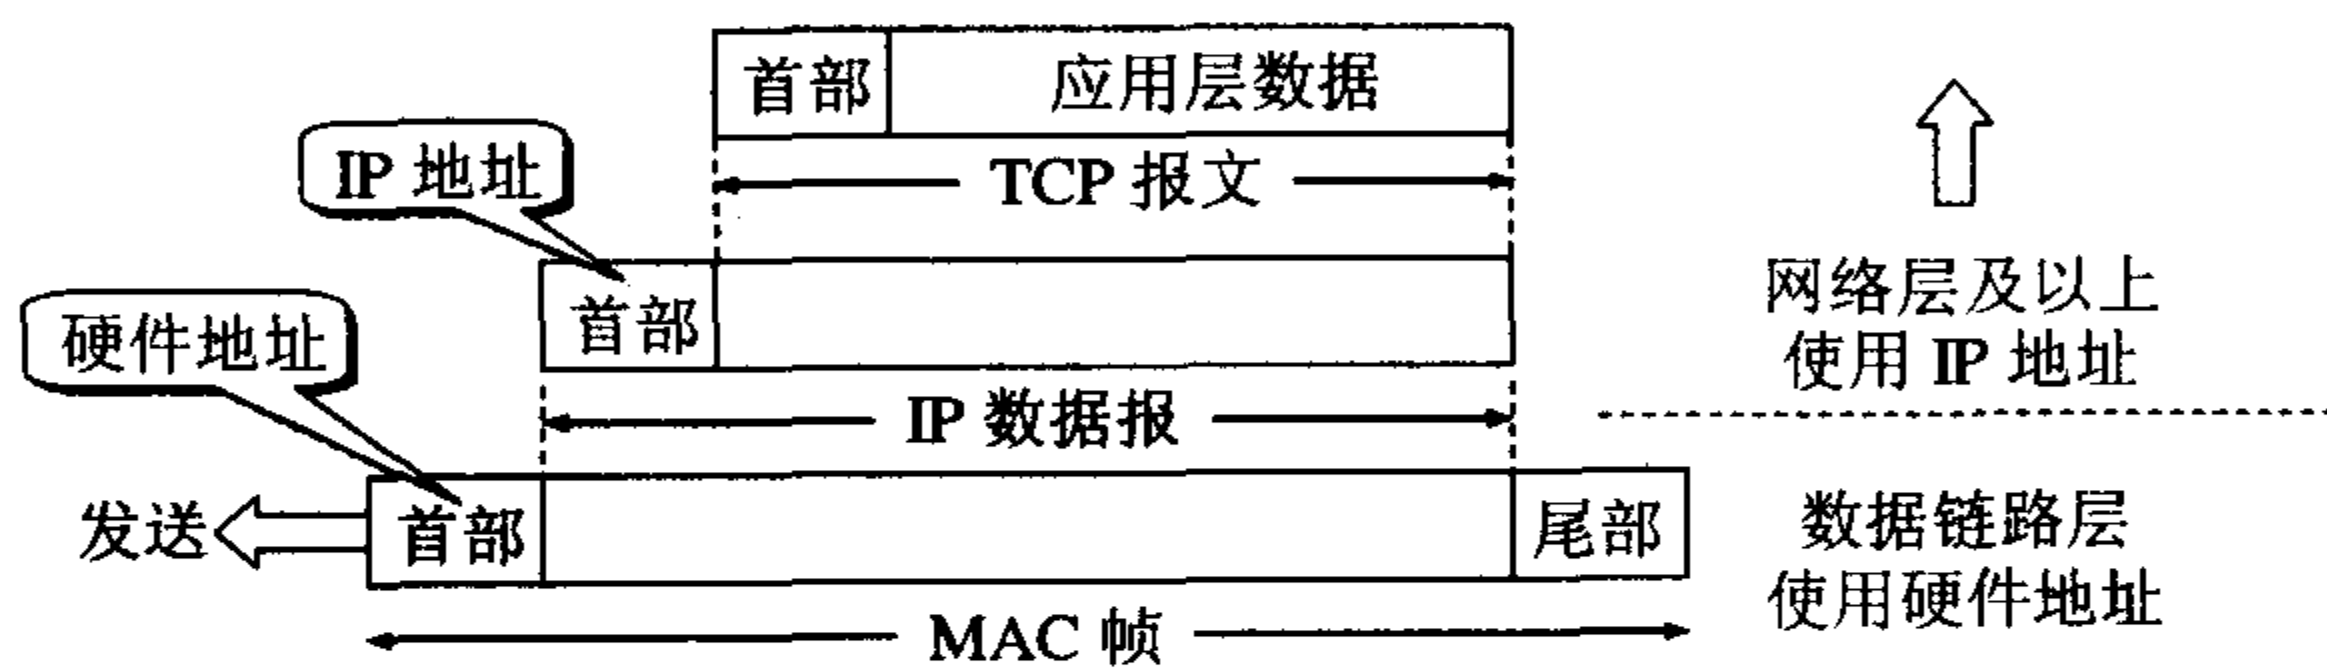 首部
应用层数据
TCP 报文
IP 地址
首部
网络层及以上
使用 IP 地址
硬件地址
IP 数据报
发送
首部
尾部
数据链路层
使用硬件地址
MAC 帧